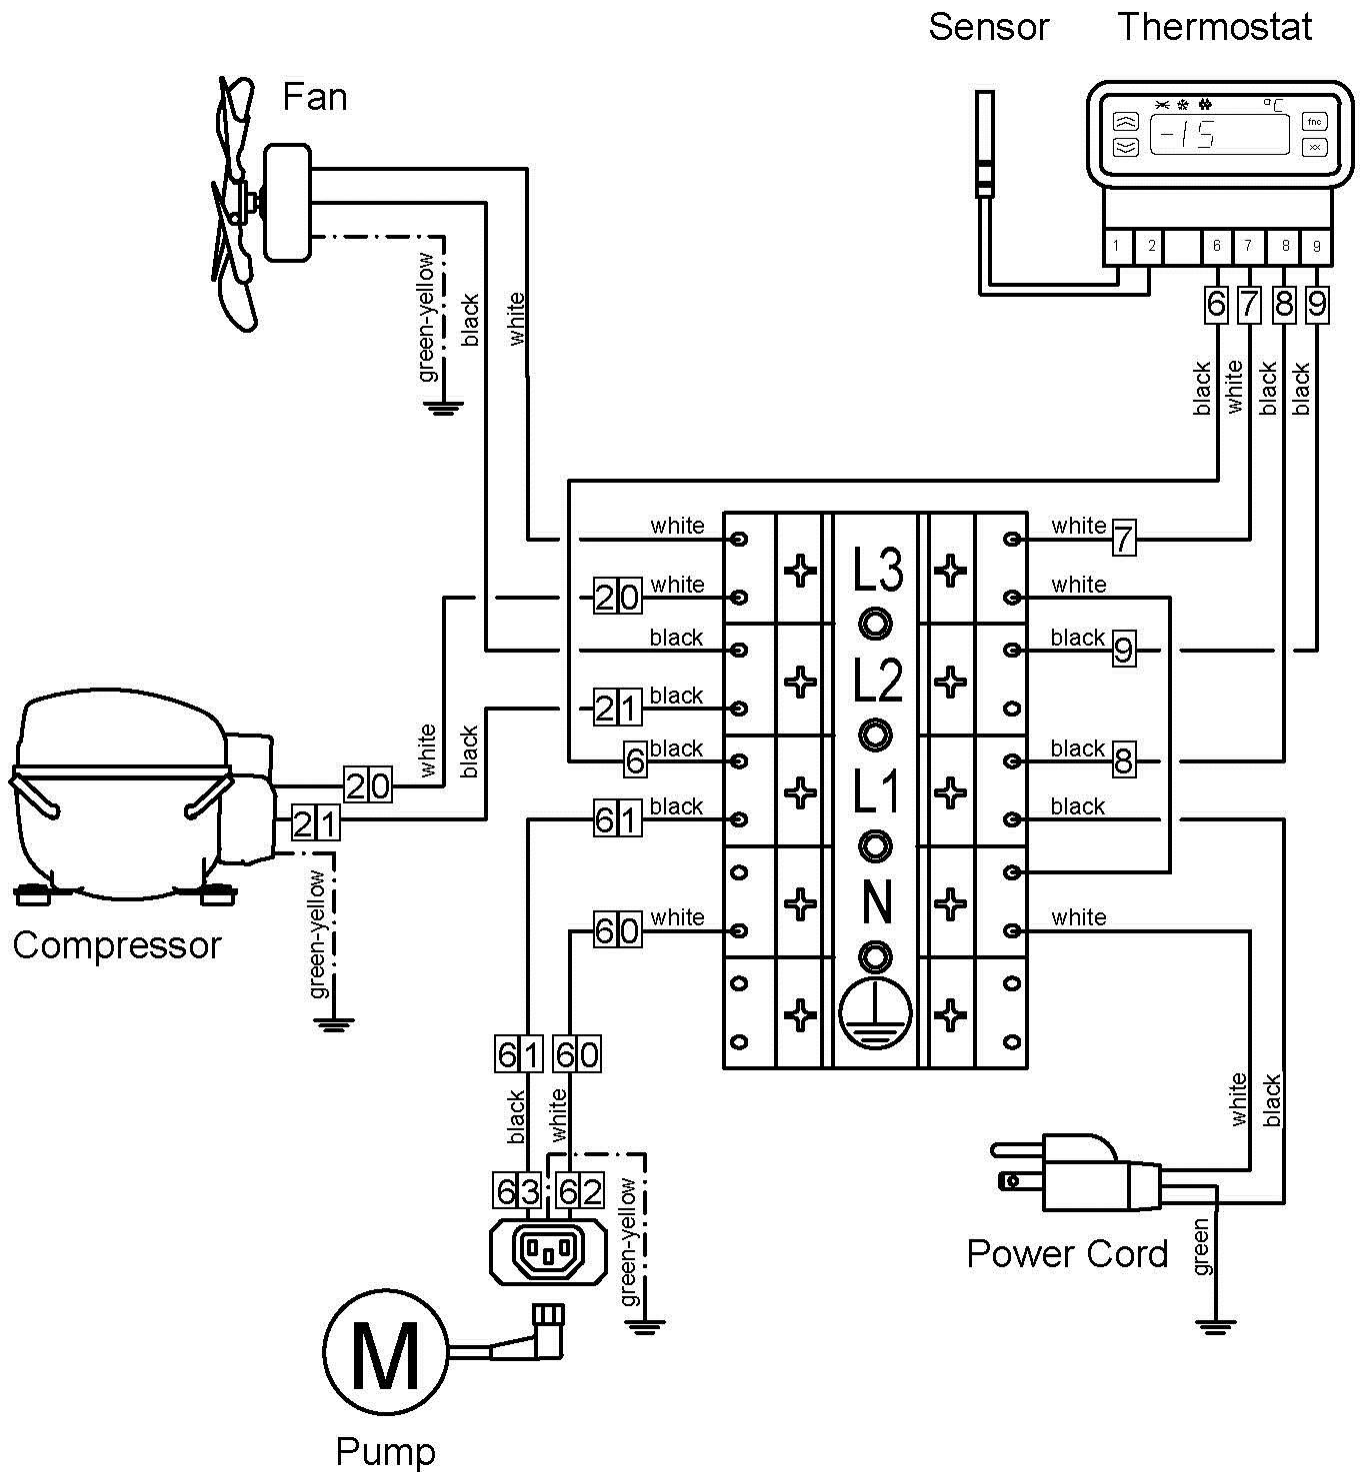 Sensor Thermostat
Fan
°C
-15
fnc
1 2 6 7 8 9
6 7 8 9
green-yellow
black
white
black
white
black
black
white
white 7
L3
20 white
white
black
black 9
L2
21 black
6 black
black 8
L1
61 black
black
white
black
20
21
N
60 white
white
green-yellow
Compressor
61 60
black
white
white
black
63 62
green-yellow
Power Cord
green
M
Pump